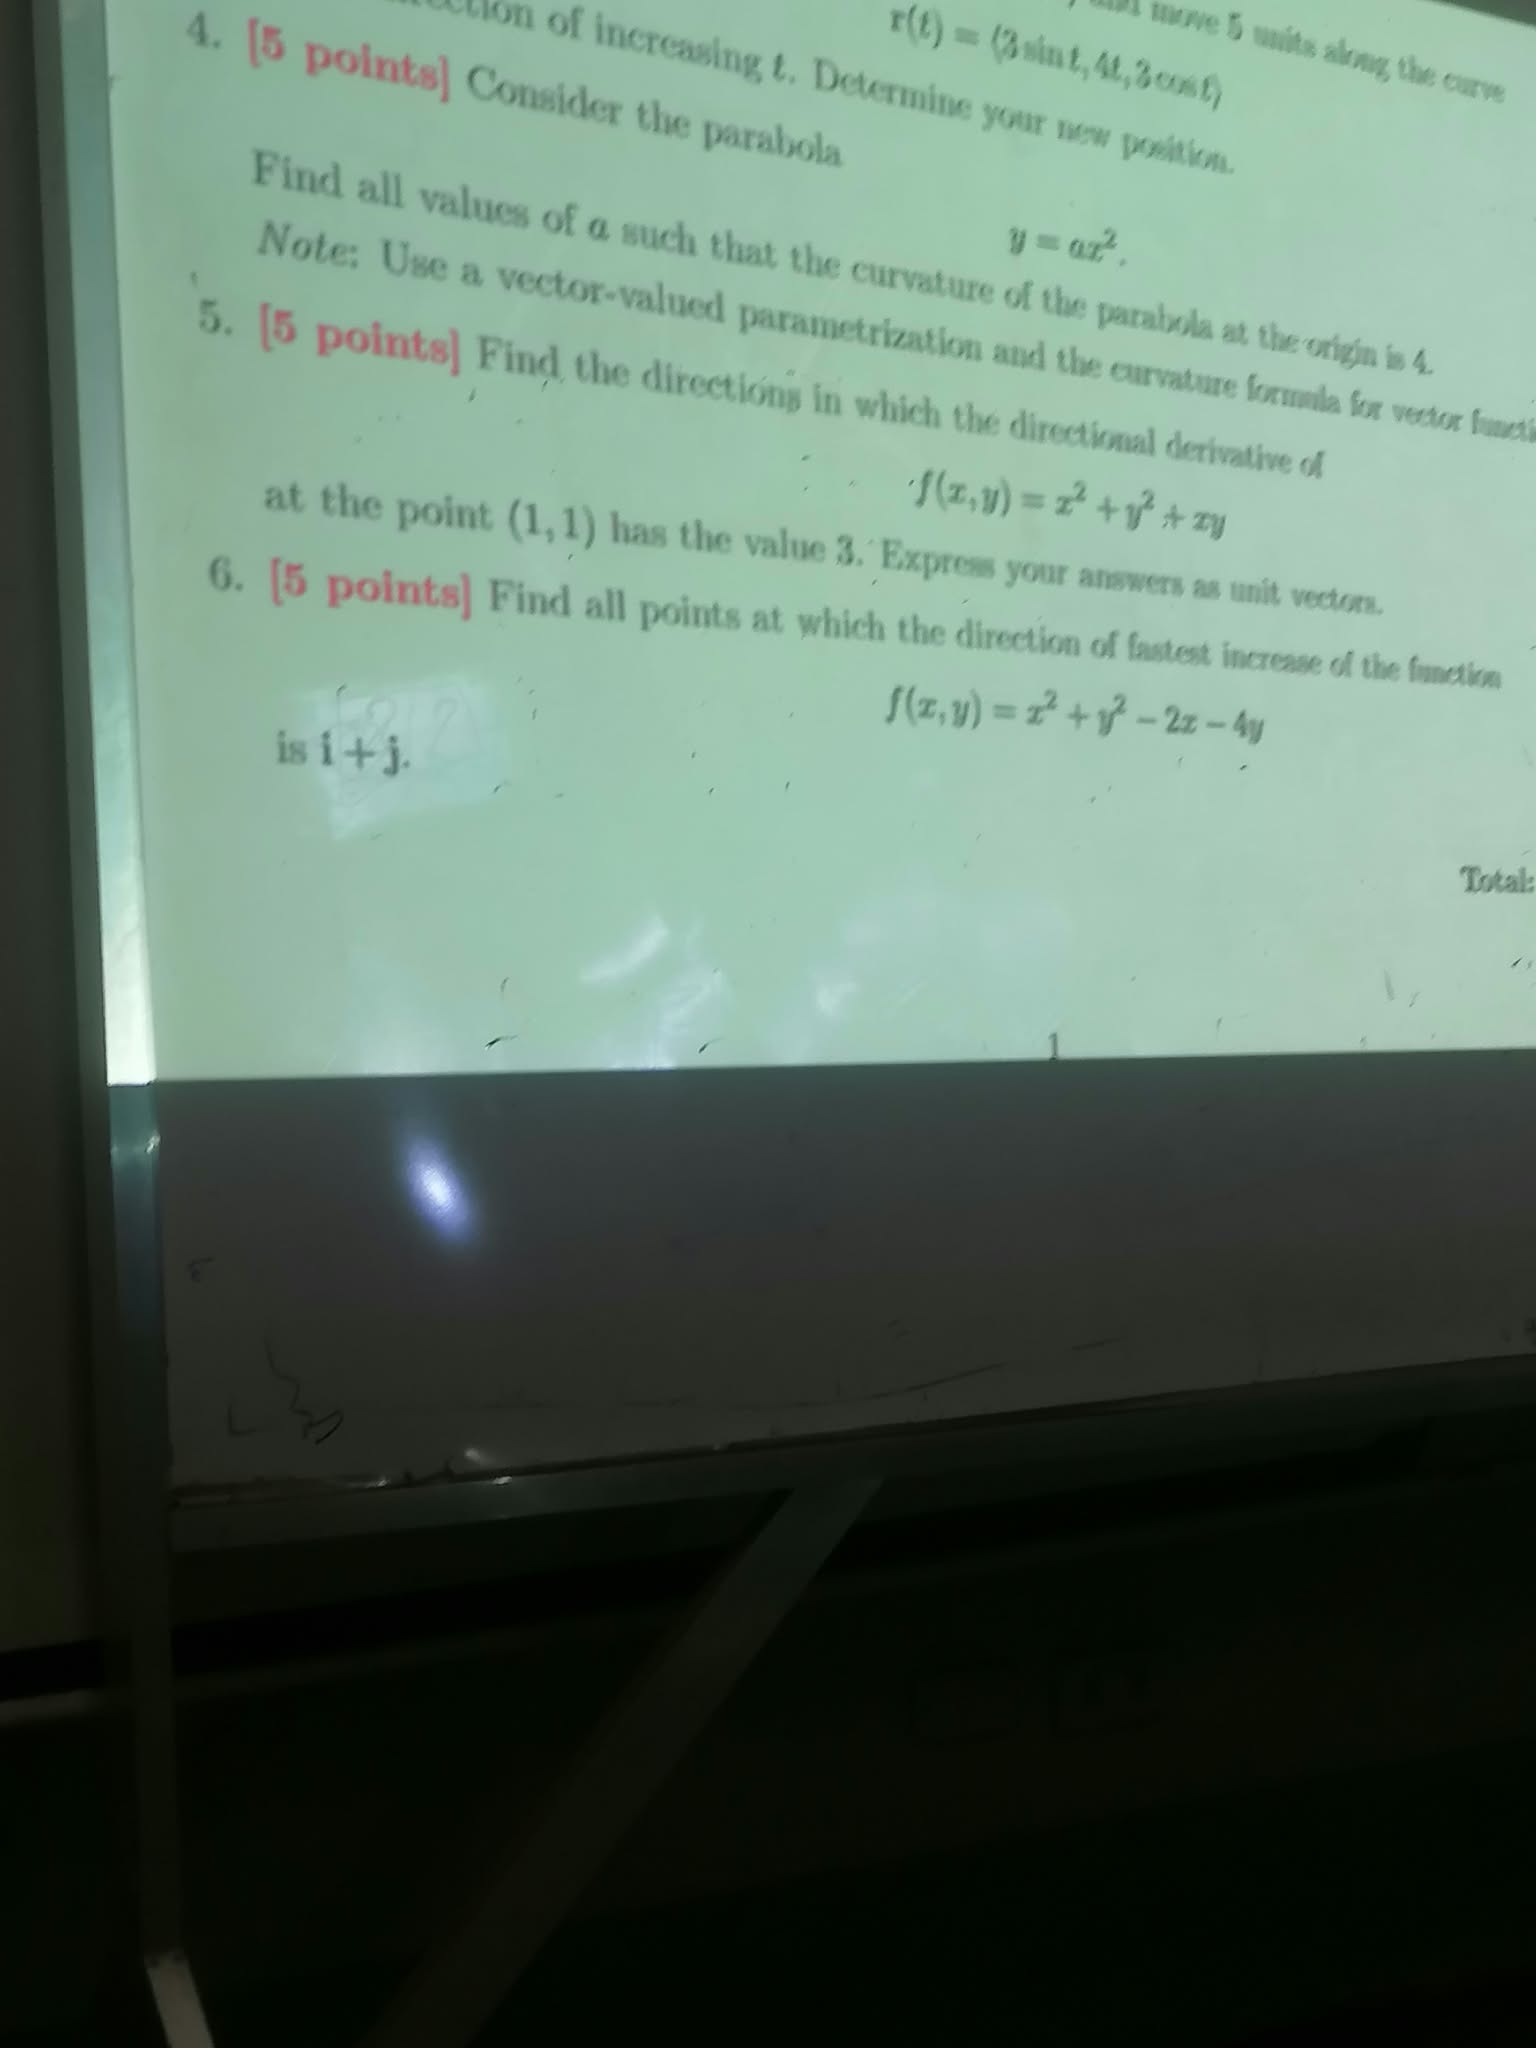 and move 5 units along the curve
r(t) = ⟨3 sin t, 4t, 3 cos t⟩
of increasing t. Determine your new position.
4. [5 points] Consider the parabola
y = ax².
Find all values of a such that the curvature of the parabola at the origin is 4.
Note: Use a vector-valued parametrization and the curvature formula for vector
5. [5 points] Find the directions in which the directional derivative of
f(x, y) = x² + y² + xy
at the point (1, 1) has the value 3. Express your answers as unit vectors.
6. [5 points] Find all points at which the direction of fastest increase of the function
f(x, y) = x² + y² − 2x − 4y
is i + j.
Total:
1